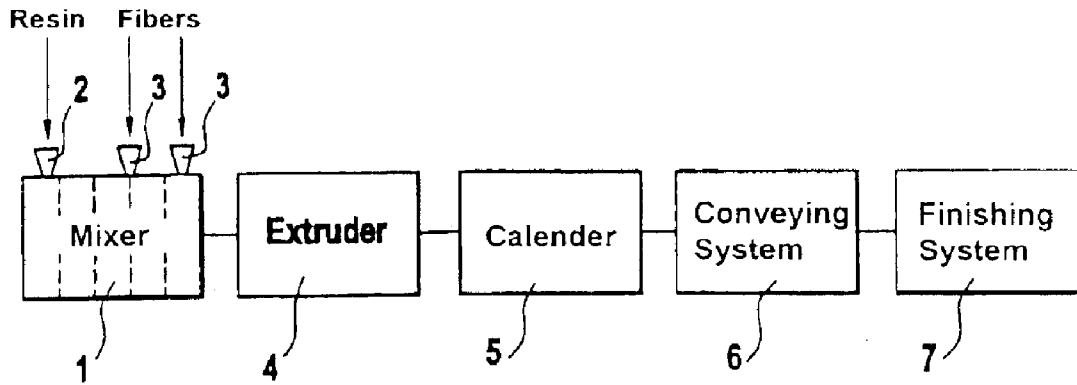 Resin Fibers
2 3 3
Mixer
Extruder
Calender
Conveying
System
Finishing
System
1 4 5 6 7